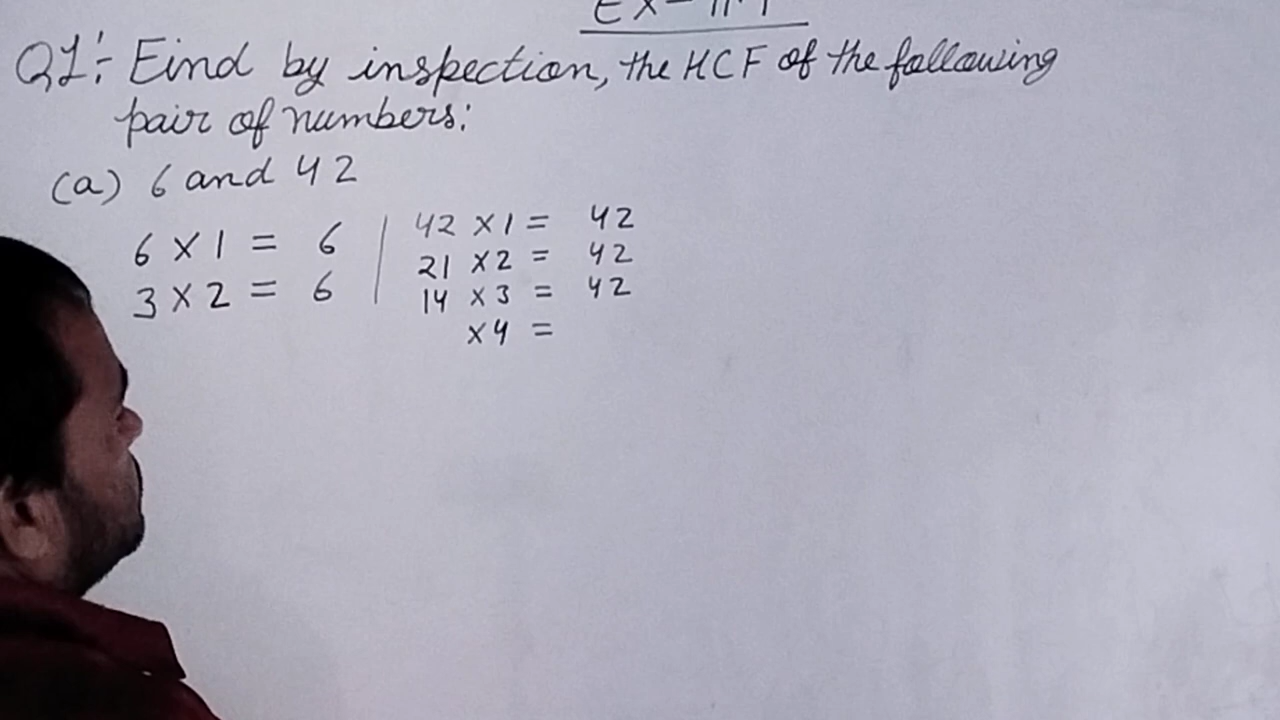 Q1:- Find by inspection, the HCF of the following
pair of numbers:
(a) 6 and 42
6 x 1 = 6 | 42 x 1 = 42
3 x 2 = 6 | 21 x 2 = 42
14 x 3 = 42
x 4 =